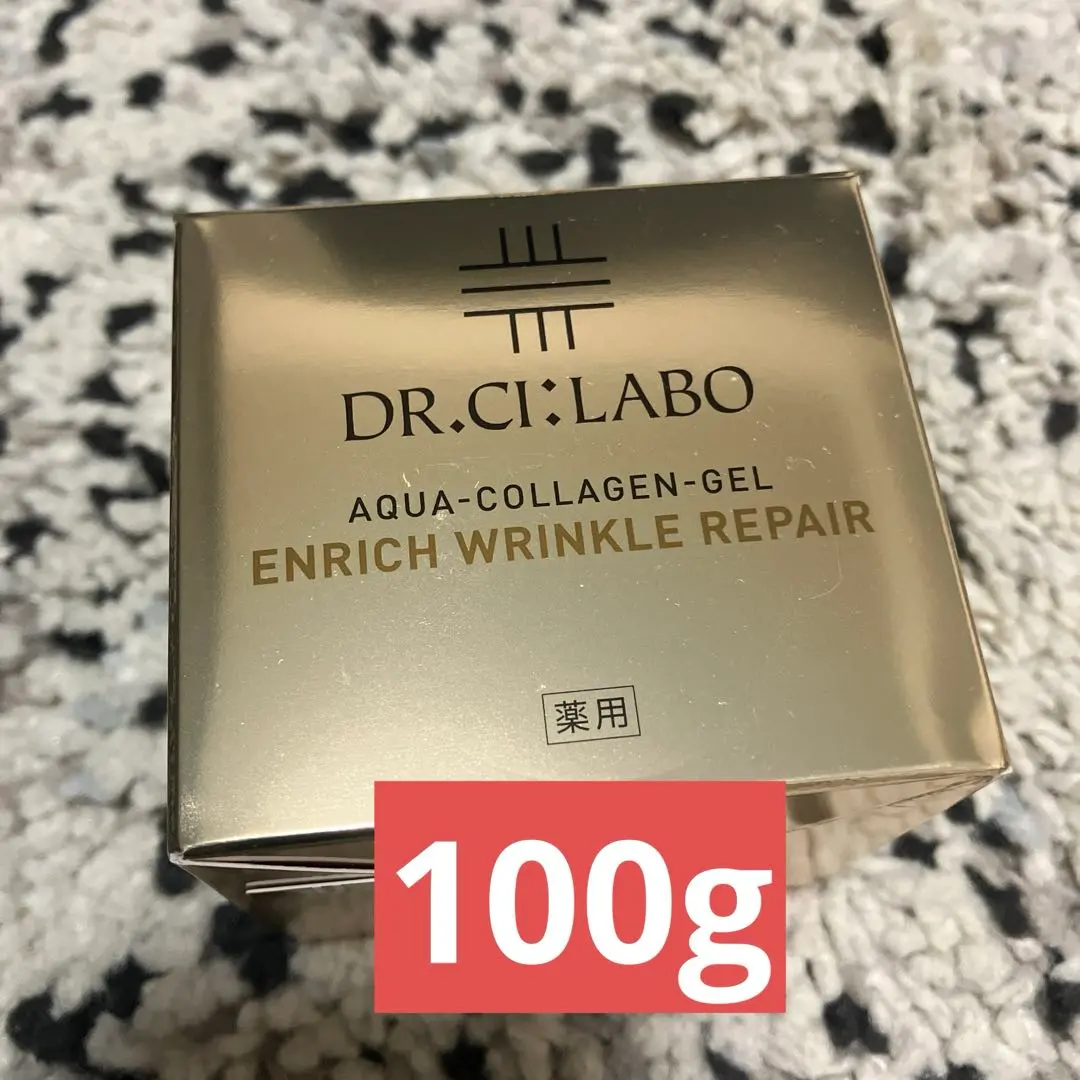 DR.CI:LABO
AQUA-COLLAGEN-GEL
ENRICH WRINKLE REPAIR
薬用
100g